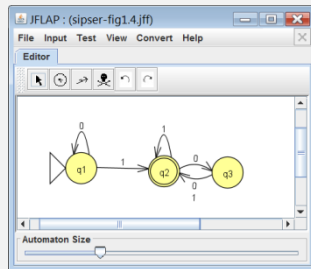 JFLAP : (sipser-fig1.4.jff)
File Input Test View Convert Help
Editor
0
1
q1
1
q2
0
q3
0
1
Automaton Size